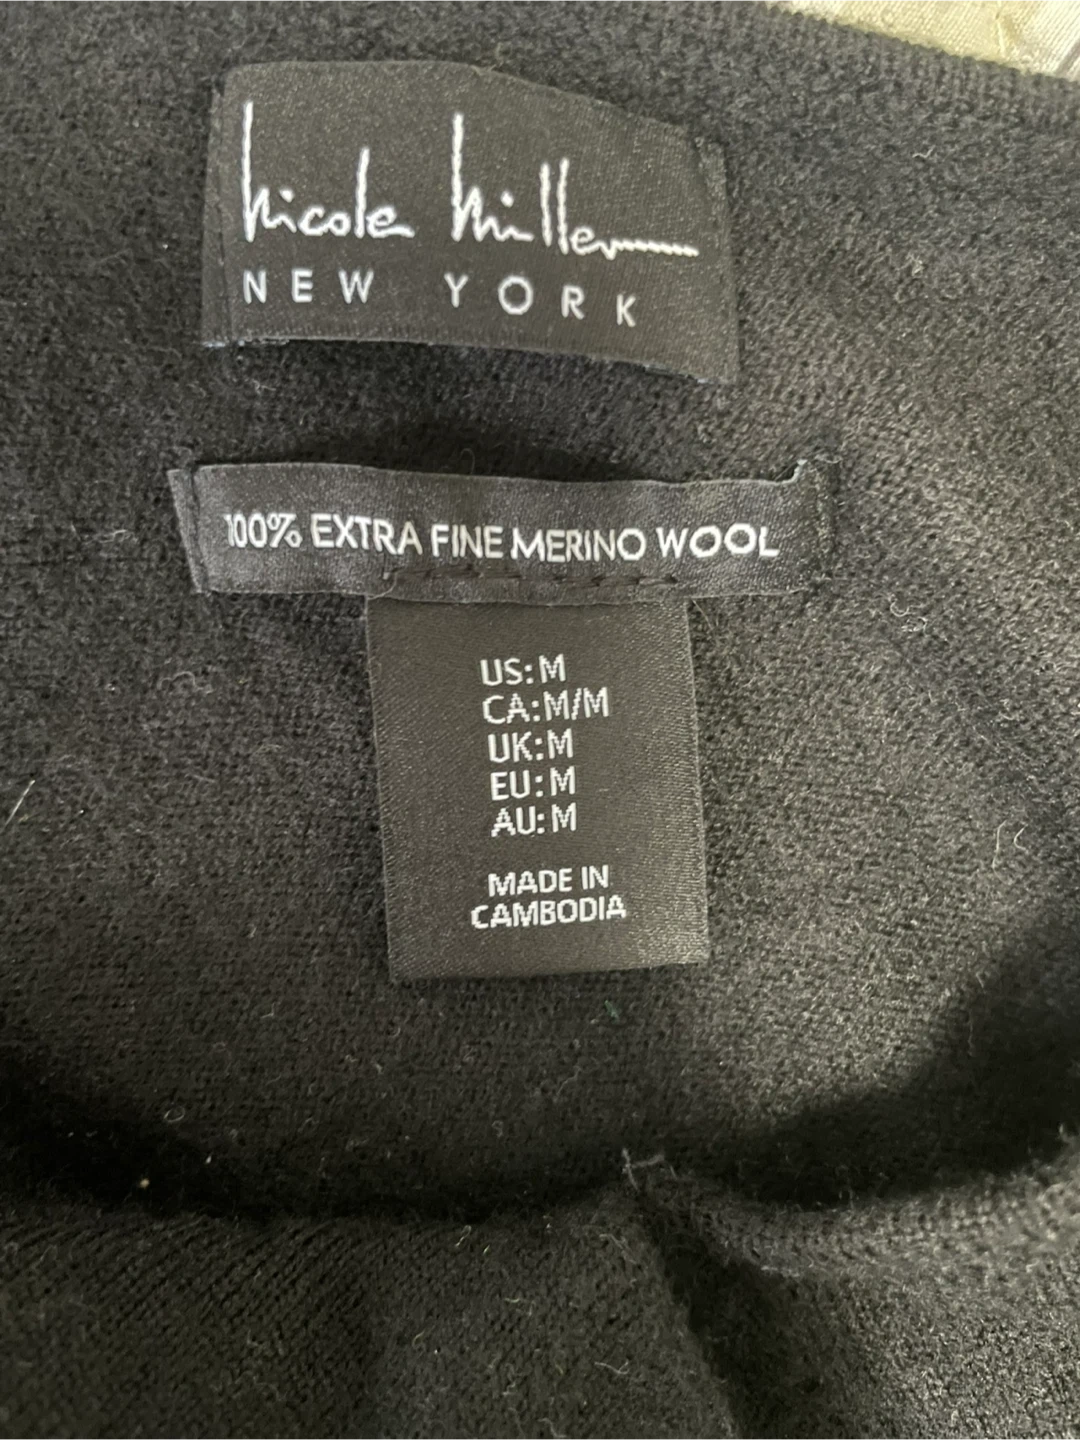 Nicole Miller
NEW YORK
100% EXTRA FINE MERINO WOOL
US: M
CA: M/M
UK: M
EU: M
AU: M
MADE IN
CAMBODIA